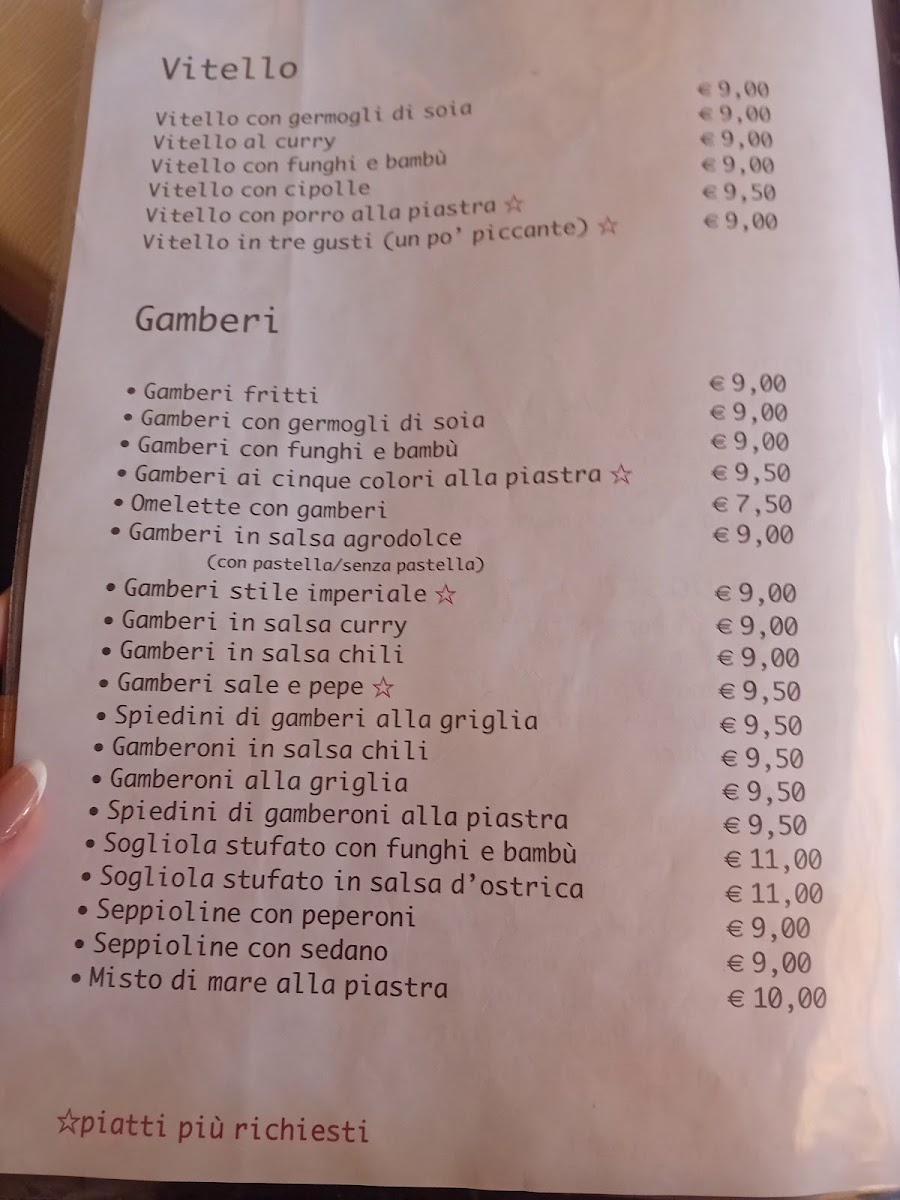 Vitello
Vitello con germogli di soia € 9,00
Vitello al curry € 9,00
Vitello con funghi e bambù € 9,00
Vitello con cipolle € 9,00
Vitello con porro alla piastra ☆ € 9,50
Vitello in tre gusti (un po' piccante) ☆ € 9,00
Gamberi
• Gamberi fritti € 9,00
• Gamberi con germogli di soia € 9,00
• Gamberi con funghi e bambù € 9,00
• Gamberi ai cinque colori alla piastra ☆ € 9,50
• Omelette con gamberi € 7,50
• Gamberi in salsa agrodolce € 9,00
(con pastella/senza pastella)
• Gamberi stile imperiale ☆ € 9,00
• Gamberi in salsa curry € 9,00
• Gamberi in salsa chili € 9,00
• Gamberi sale e pepe ☆ € 9,50
• Spiedini di gamberi alla griglia € 9,50
• Gamberoni in salsa chili € 9,50
• Gamberoni alla griglia € 9,50
• Spiedini di gamberoni alla piastra € 9,50
• Sogliola stufato con funghi e bambù € 11,00
• Sogliola stufato in salsa d'ostrica € 11,00
• Seppioline con peperoni € 9,00
• Seppioline con sedano € 9,00
• Misto di mare alla piastra € 10,00
☆piatti più richiesti